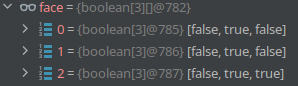 face = {boolean[3][]@782}
0 = {boolean[3]@785} [false, true, false]
1 = {boolean[3]@786} [false, true, false]
2 = {boolean[3]@787} [false, true, true]